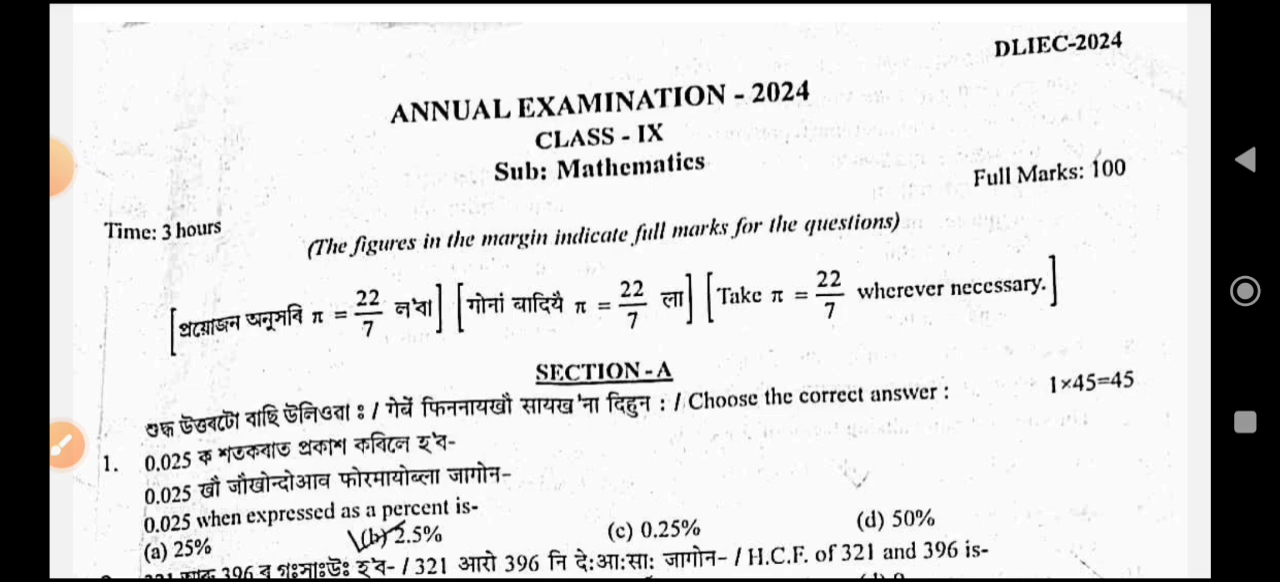 DLIEC-2024
ANNUAL EXAMINATION - 2024
CLASS - IX
Sub: Mathematics
Full Marks: 100
Time: 3 hours
(The figures in the margin indicate full marks for the questions)
[প্ৰয়োজন অনুসৰি π = 22/7 ল'বা] [गोनां बादियै π = 22/7 ला] [Take π = 22/7 wherever necessary.]
SECTION - A
শুদ্ধ উত্তৰটো বাছি উলিওৱা ঃ / गेबें फिननायखौ सायख'ना दिहुन : / Choose the correct answer : 1×45=45
1. 0.025 ক শতকৰাত প্ৰকাশ কৰিলে হ'ব-
0.025 खौ जौखोन्दोआव फोरमायोब्ला जागोन-
0.025 when expressed as a percent is-
(a) 25% (b) 2.5% (c) 0.25% (d) 50%
396 ৰ গঃসাঃউঃ হ'ব- / 321 आरो 396 नि दे:आ:सा: जागोन- / H.C.F. of 321 and 396 is-